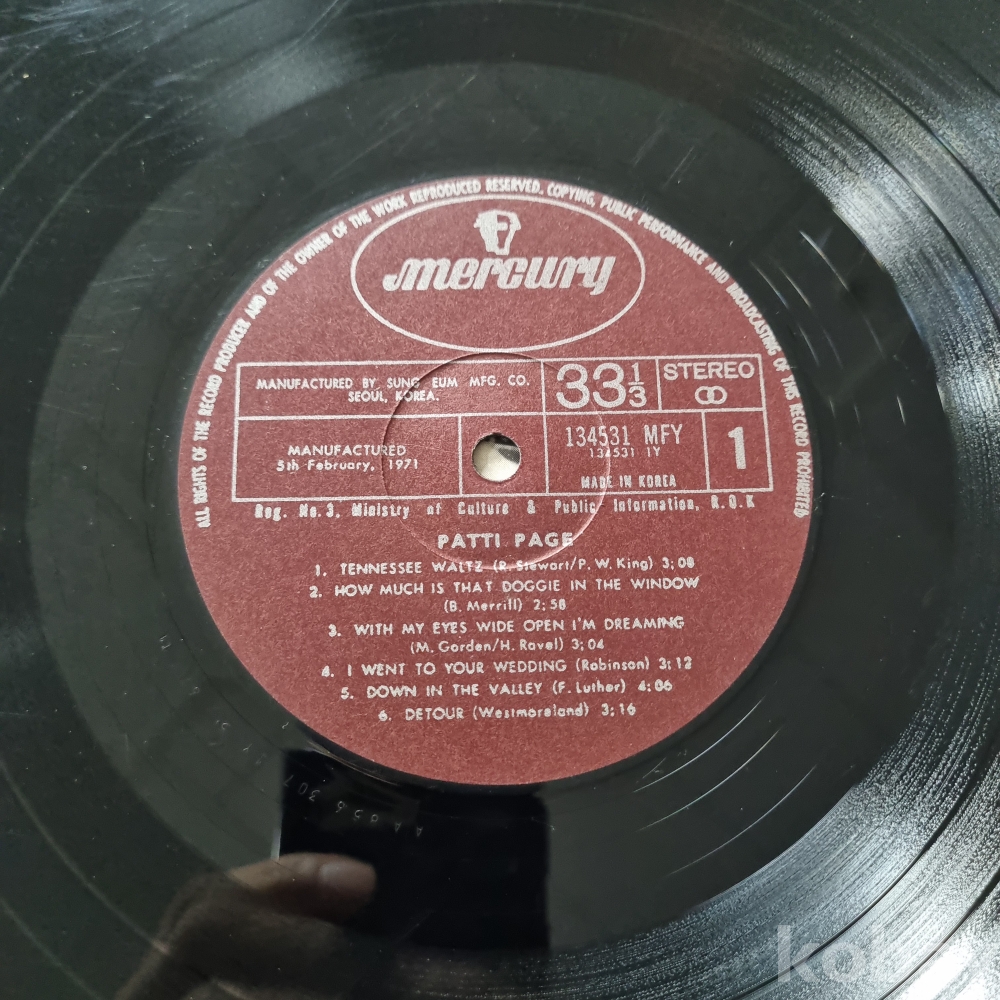 ALL RIGHTS OF THE RECORD PRODUCER AND OF THE OWNER OF THE WORK REPRODUCED RESERVED. COPYING, PUBLIC PERFORMANCE AND BROADCASTING OF THIS RECORD PROHIBITED
mercury
MANUFACTURED BY SUNG EUM MFG. CO.
SEOUL, KOREA.
33 1/3
STEREO
MANUFACTURED
5th February, 1971
134531 MFY
134531 1Y
MADE IN KOREA
1
Reg. No.3, Ministry of Culture & Public Information, R.O.K
PATTI PAGE
1. TENNESSEE WALTZ (R. Stewart/P. W. King) 3:08
2. HOW MUCH IS THAT DOGGIE IN THE WINDOW
(B. Merrill) 2:58
3. WITH MY EYES WIDE OPEN I'M DREAMING
(M. Gorden/H. Ravel) 3:04
4. I WENT TO YOUR WEDDING (Robinson) 3:12
5. DOWN IN THE VALLEY (F. Luther) 4:06
6. DETOUR (Westmoreland) 3:16